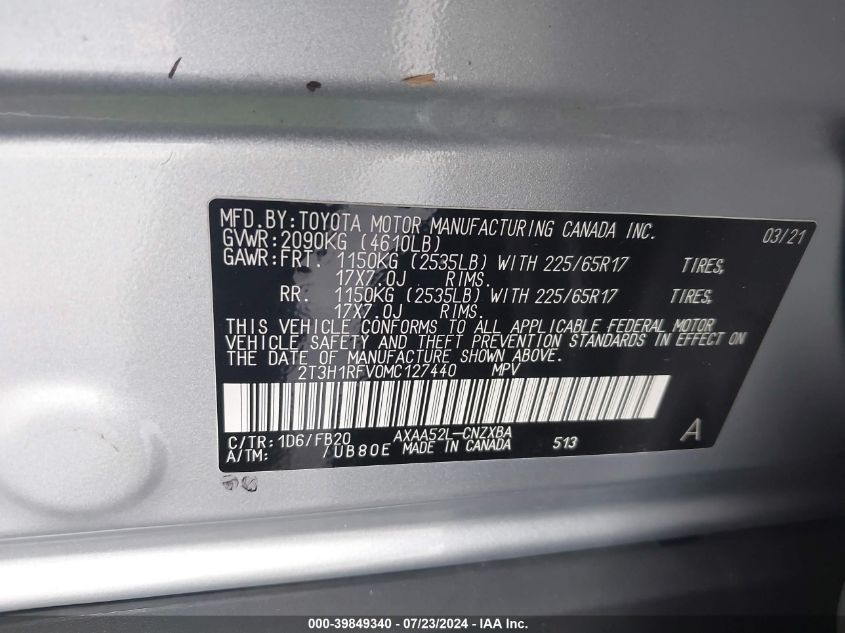 MFD.BY:TOYOTA MOTOR MANUFACTURING CANADA INC. 03/21
GVWR:2090KG (4610LB)
GAWR:FRT. 1150KG (2535LB) WITH 225/65R17 TIRES,
17X7.0J RIMS.
RR. 1150KG (2535LB) WITH 225/65R17 TIRES,
17X7.0J RIMS.
THIS VEHICLE CONFORMS TO ALL APPLICABLE FEDERAL MOTOR
VEHICLE SAFETY AND THEFT PREVENTION STANDARDS IN EFFECT ON
THE DATE OF MANUFACTURE SHOWN ABOVE.
2T3H1RFV0MC127440 MPV
C/TR:1D6/FB20 AXAA52L-CNZXBA A
A/TM: /UB80E MADE IN CANADA 513
000-39849340 - 07/23/2024 - IAA Inc.